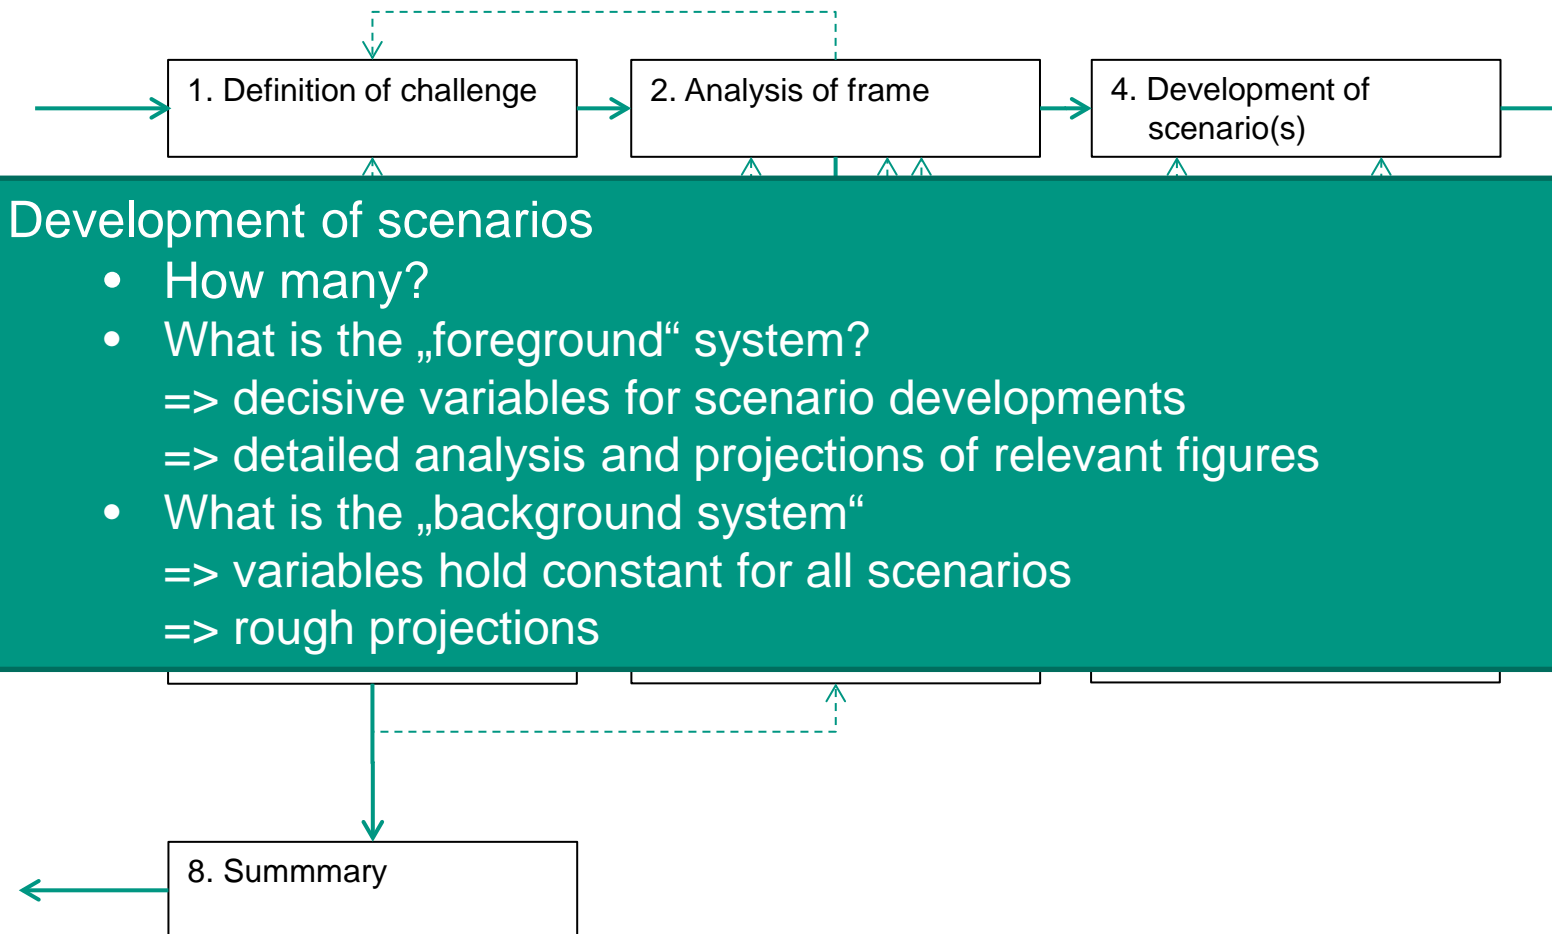 1. Definition of challenge
2. Analysis of frame
4. Development of
scenario(s)
Development of scenarios
• How many?
• What is the „foreground“ system?
=> decisive variables for scenario developments
=> detailed analysis and projections of relevant figures
• What is the „background system“
=> variables hold constant for all scenarios
=> rough projections
8. Summmary